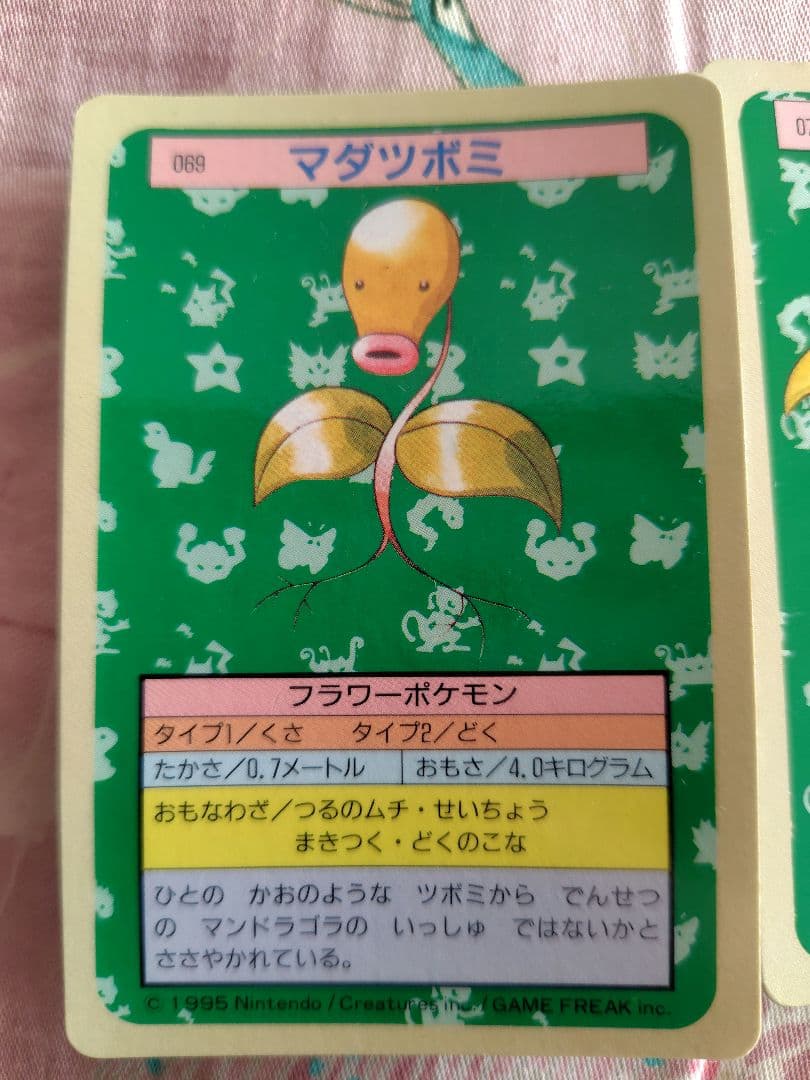 069 マダツボミ
フラワーポケモン
タイプ1/くさ タイプ2/どく
たかさ/0.7メートル おもさ/4.0キログラム
おもなわざ/つるのムチ・せいちょう
まきつく・どくのこな
ひとの かおのような ツボミから でんせつ
の マンドラゴラの いっしゅ ではないかと
ささやかれている。
© 1995 Nintendo / Creatures inc. / GAME FREAK inc.